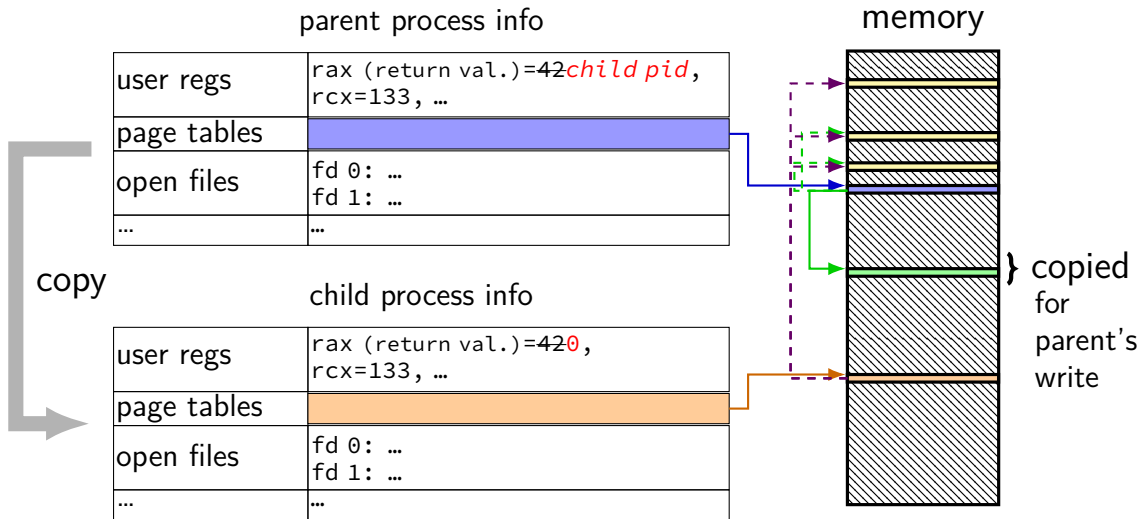 parent process info
memory
user regs
rax (return val.)=42child pid,
rcx=133, …
page tables
open files
fd 0: …
fd 1: …
… …
copy
copied
for
parent's
write
child process info
user regs
rax (return val.)=420,
rcx=133, …
page tables
open files
fd 0: …
fd 1: …
… …